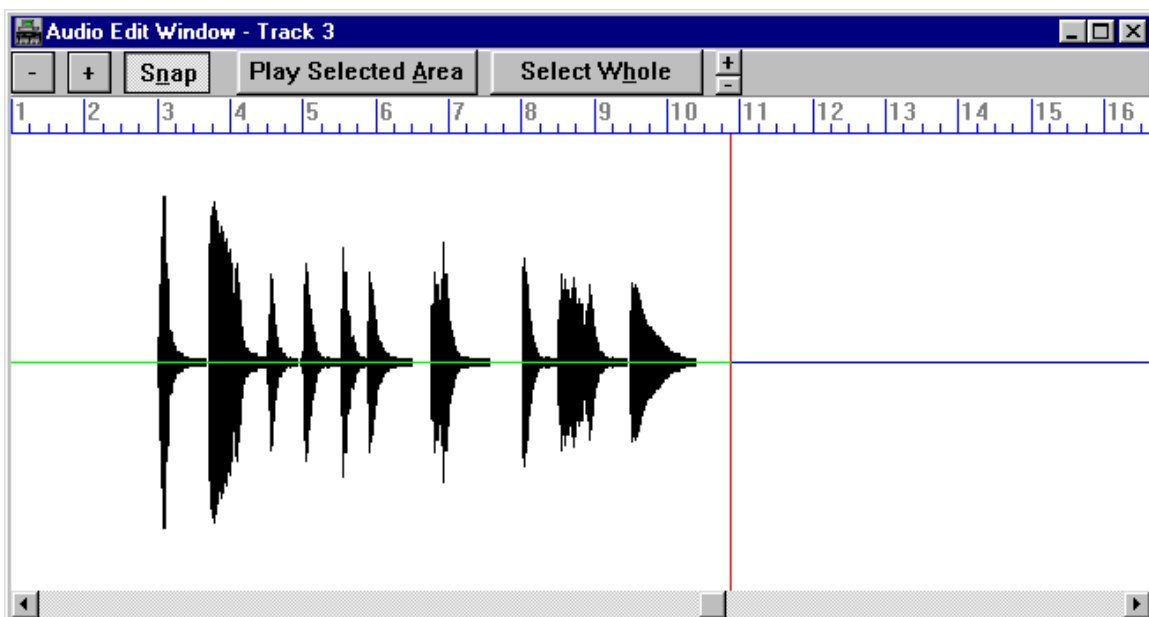 Audio Edit Window - Track 3
- + Snap Play Selected Area Select Whole + -
1 2 3 4 5 6 7 8 9 10 11 12 13 14 15 16